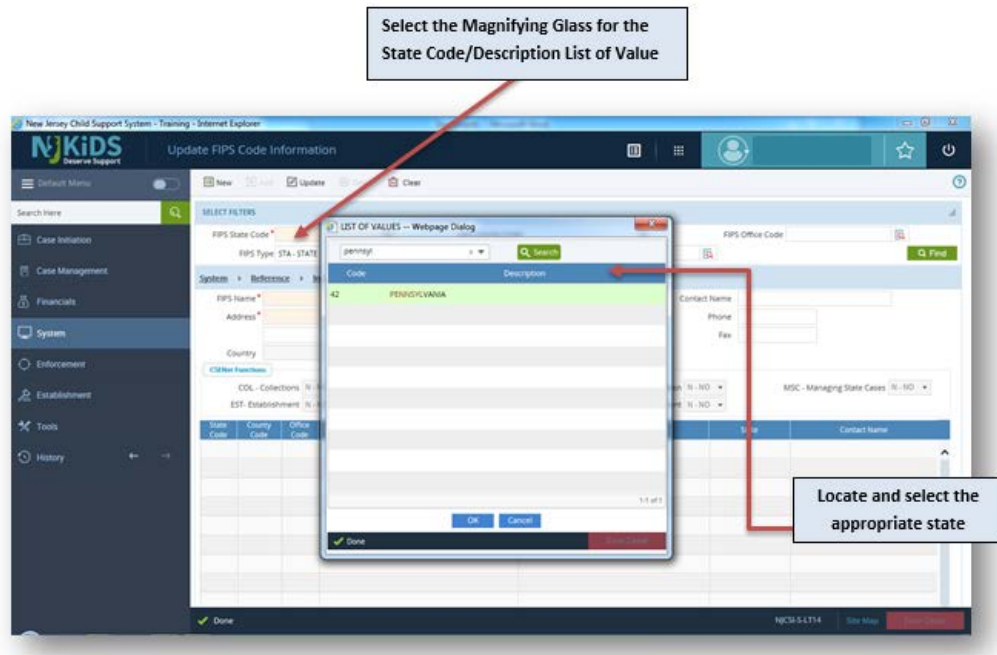 Select the Magnifying Glass for the
State Code/Description List of Value
New Jersey Child Support System - Training - Internet Explorer
NJKiDS
Deserve Support
Update FIPS Code Information
Default Menu
New
Update
Clear
Search Here
SELECT FILTERS
FIPS State Code*
FIPS Office Code
FIPS Type STA - STATE
Find
Case Initiation
Case Management
Financials
System
Enforcement
Establishment
Tools
History
System > Reference >
FIPS Name*
Contact Name
Address*
Phone
Fax
Country
CSENet Functions
COL - Collections
N - NO
MSC - Managing State Cases N - NO
EST- Establishment
N - NO
State Code
County Code
Office Code
State
Contact Name
LIST OF VALUES -- Webpage Dialog
pennsyl
Search
Code Description
42 PENNSYLVANIA
1-1 of 1
OK Cancel
Done
Locate and select the
appropriate state
Done
NJCSI-S-LT14 Site Map